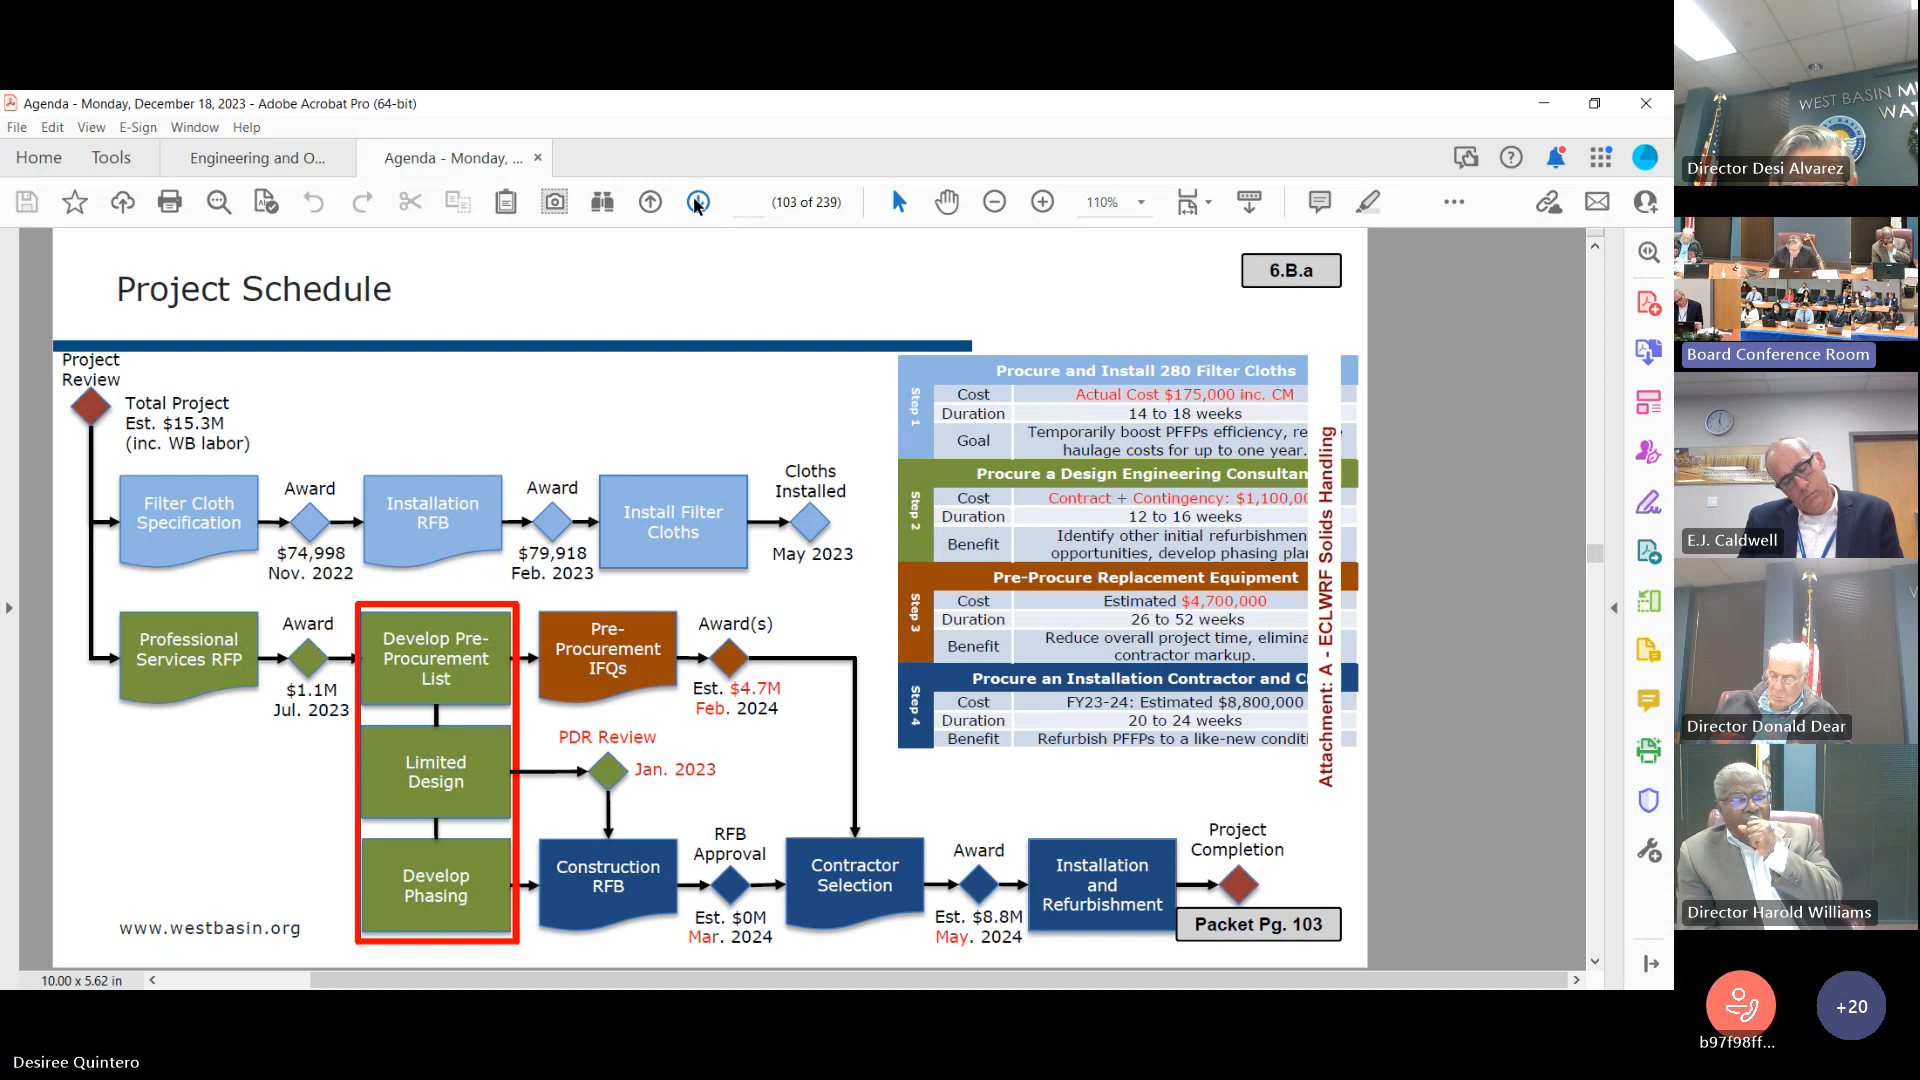 Agenda - Monday, December 18, 2023 - Adobe Acrobat Pro (64-bit)
File Edit View E-Sign Window Help
Home Tools Engineering and O... Agenda - Monday, ...
(103 of 239) 110%
Project Schedule
6.B.a
Project
Review
Total Project
Est. $15.3M
(inc. WB labor)
Filter Cloth
Specification
Award
$74,998
Nov. 2022
Installation
RFB
Award
$79,918
Feb. 2023
Install Filter
Cloths
Cloths
Installed
May 2023
Professional
Services RFP
Award
$1.1M
Jul. 2023
Develop Pre-
Procurement
List
Limited
Design
Develop
Phasing
Pre-
Procurement
IFQs
Award(s)
Est. $4.7M
Feb. 2024
PDR Review
Jan. 2023
Construction
RFB
RFB
Approval
Est. $0M
Mar. 2024
Contractor
Selection
Award
Est. $8.8M
May. 2024
Installation
and
Refurbishment
Project
Completion
Step 1
Procure and Install 280 Filter Cloths
Cost Actual Cost $175,000 inc. CM
Duration 14 to 18 weeks
Goal Temporarily boost PFFPs efficiency, re
haulage costs for up to one year.
Step 2
Procure a Design Engineering Consultan
Cost Contract + Contingency: $1,100,00
Duration 12 to 16 weeks
Benefit Identify other initial refurbishmen
opportunities, develop phasing plan
Step 3
Pre-Procure Replacement Equipment
Cost Estimated $4,700,000
Duration 26 to 52 weeks
Benefit Reduce overall project time, elimina
contractor markup.
Step 4
Procure an Installation Contractor and C
Cost FY23-24: Estimated $8,800,000
Duration 20 to 24 weeks
Benefit Refurbish PFFPs to a like-new conditi
Attachment: A - ECLWRF Solids Handling
www.westbasin.org
Packet Pg. 103
10.00 x 5.62 in
Desiree Quintero
WEST BASIN M
WAT
Director Desi Alvarez
Board Conference Room
E.J. Caldwell
Director Donald Dear
Director Harold Williams
b97f98ff...
+20